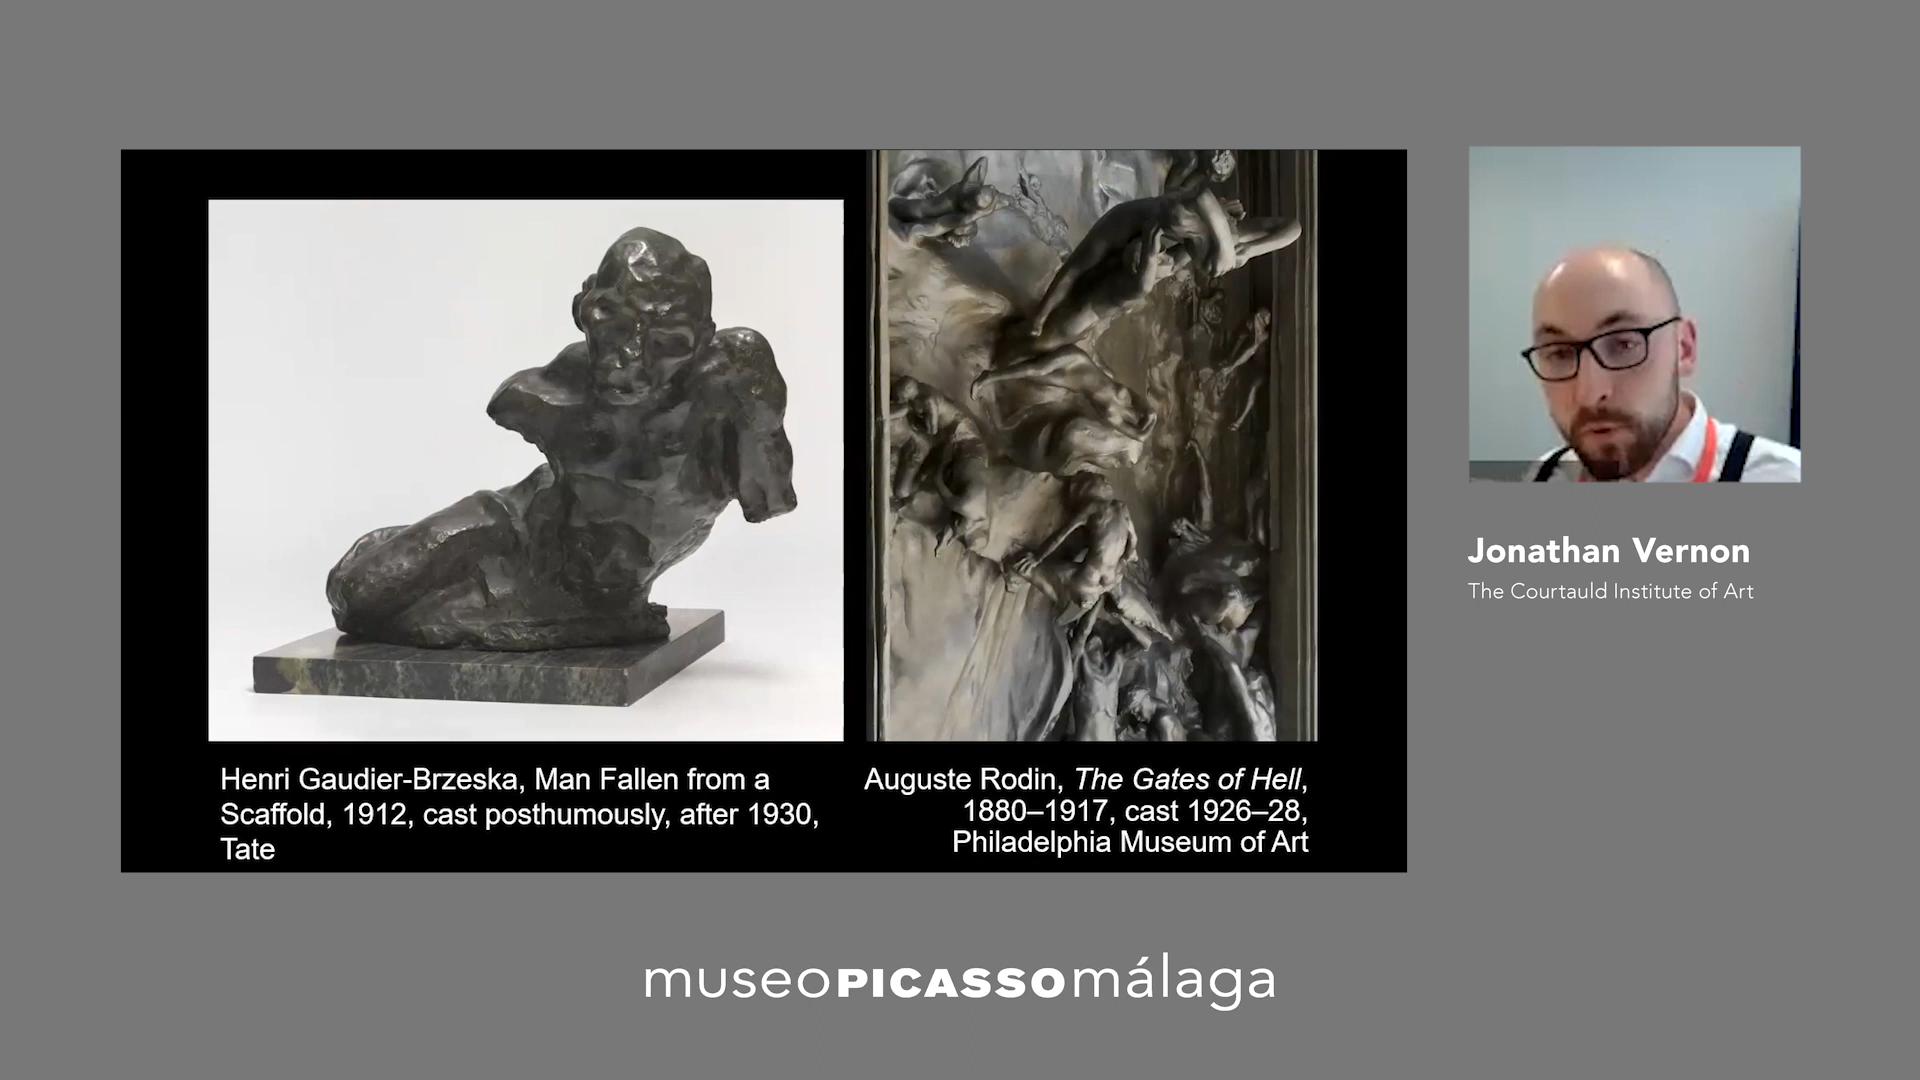 Henri Gaudier-Brzeska, Man Fallen from a
Scaffold, 1912, cast posthumously, after 1930,
Tate
Auguste Rodin, The Gates of Hell,
1880–1917, cast 1926–28,
Philadelphia Museum of Art
Jonathan Vernon
The Courtauld Institute of Art
museoPICASSOmálaga